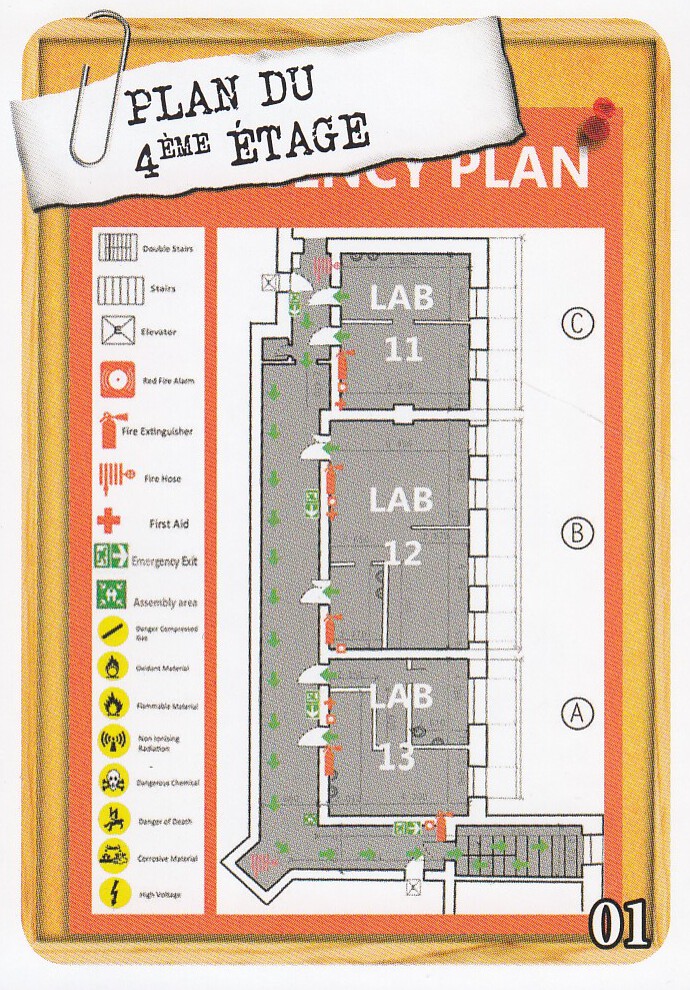 PLAN DU
4ÈME ÉTAGE
ENCY PLAN
Double Stairs
Stairs
Elevator
Red Fire Alarm
Fire Extinguisher
Fire Hose
First Aid
Emergency Exit
Assembly area
Danger Compressed
Gas
Oxidant Material
Flammable Material
Non Ionising
Radiation
Dangerous Chemical
Danger of Death
Corrosive Material
High Voltage
LAB
11
C
LAB
12
B
LAB
13
A
01